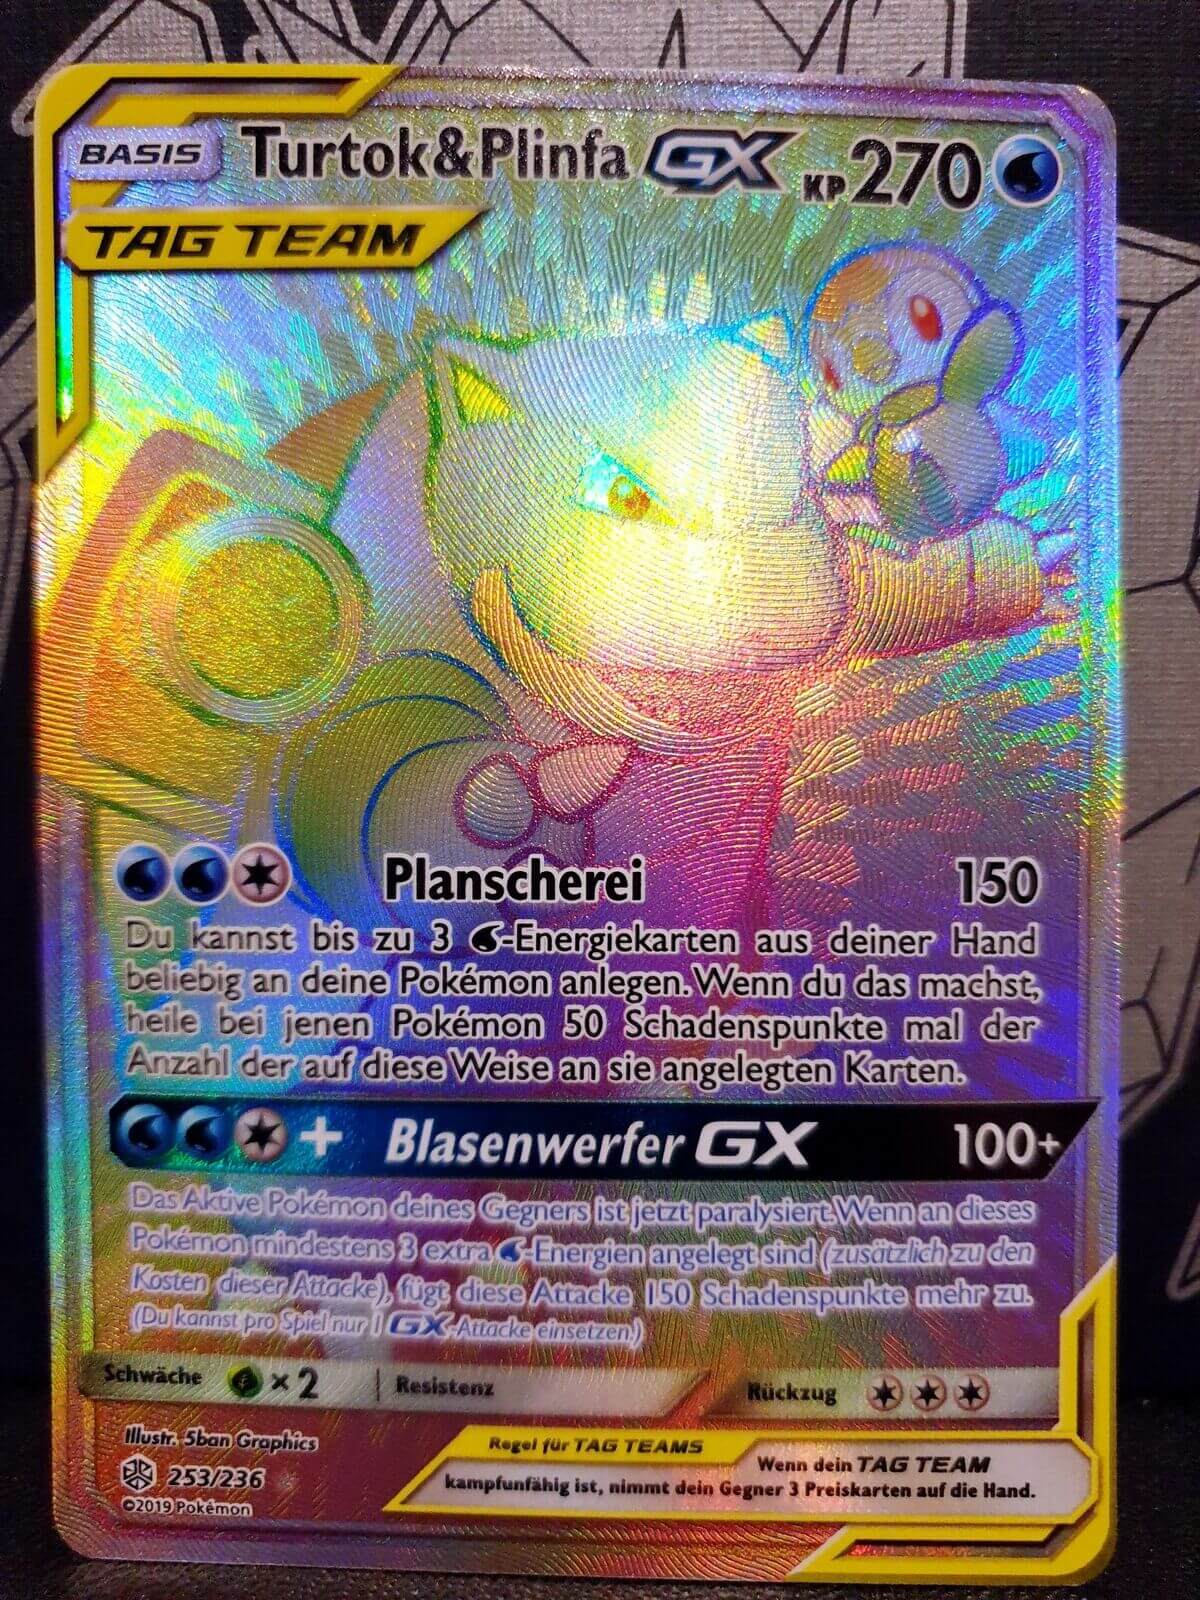 BASIS Turtok&Plinfa GX KP 270
TAG TEAM
Planscherei 150
Du kannst bis zu 3 -Energiekarten aus deiner Hand
beliebig an deine Pokémon anlegen. Wenn du das machst,
heile bei jenen Pokémon 50 Schadenspunkte mal der
Anzahl der auf diese Weise an sie angelegten Karten.
+ Blasenwerfer GX 100+
Das Aktive Pokémon deines Gegners ist jetzt paralysiert. Wenn an dieses
Pokémon mindestens 3 extra -Energien angelegt sind (zusätzlich zu den
Kosten dieser Attacke), fügt diese Attacke 150 Schadenspunkte mehr zu.
(Du kannst pro Spiel nur 1 GX-Attacke einsetzen.)
Schwäche ×2 Resistenz Rückzug
Illustr. 5ban Graphics
253/236
©2019 Pokémon
Regel für TAG TEAMS
Wenn dein TAG TEAM
kampfunfähig ist, nimmt dein Gegner 3 Preiskarten auf die Hand.